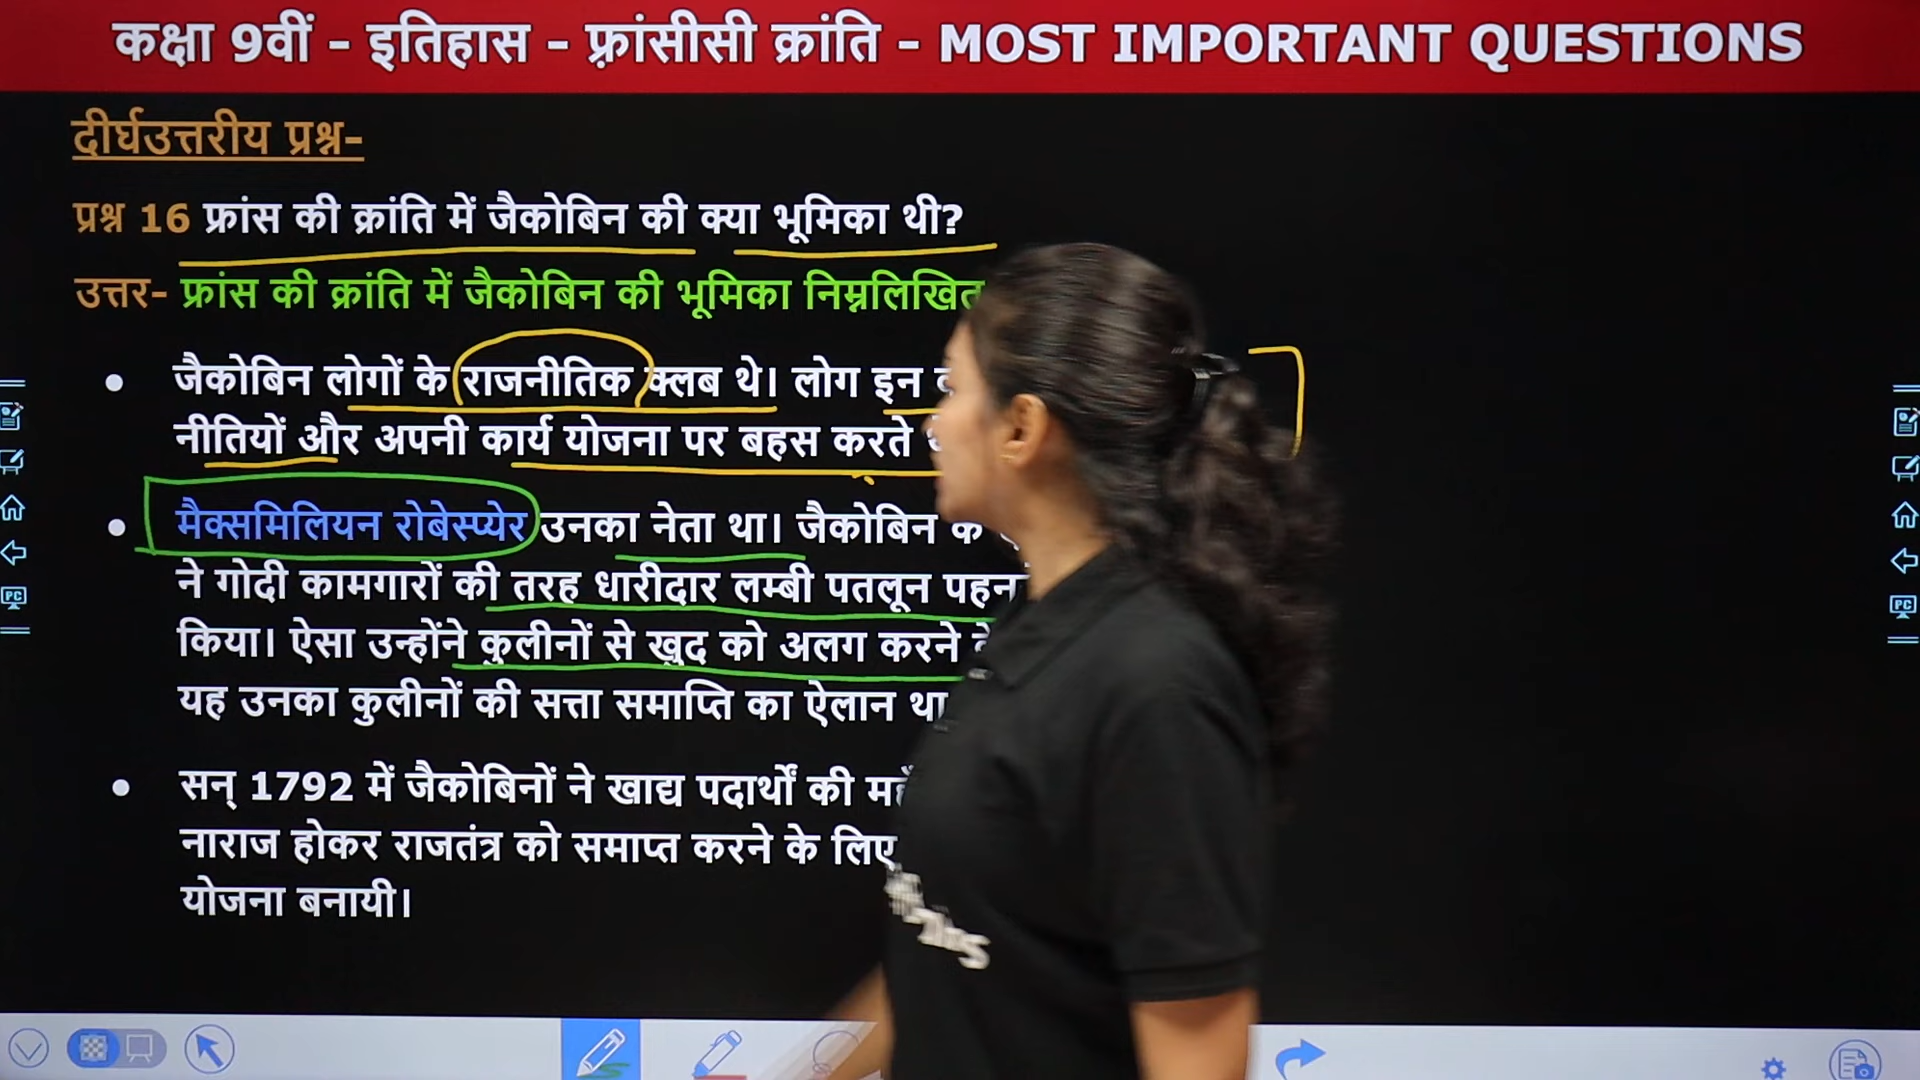 कक्षा 9वीं - इतिहास - फ़्रांसीसी क्रांति - MOST IMPORTANT QUESTIONS
दीर्घउत्तरीय प्रश्न-
प्रश्न 16 फ्रांस की क्रांति में जैकोबिन की क्या भूमिका थी?
उत्तर- फ्रांस की क्रांति में जैकोबिन की भूमिका निम्नलिखित
• जैकोबिन लोगों के राजनीतिक क्लब थे। लोग इन
नीतियों और अपनी कार्य योजना पर बहस करते
• मैक्समिलियन रोबेस्प्येर उनका नेता था। जैकोबिन के
ने गोदी कामगारों की तरह धारीदार लम्बी पतलून पहन
किया। ऐसा उन्होंने कुलीनों से खुद को अलग करने
यह उनका कुलीनों की सत्ता समाप्ति का ऐलान था
• सन् 1792 में जैकोबिनों ने खाद्य पदार्थों की
नाराज होकर राजतंत्र को समाप्त करने के लिए
योजना बनायी।
PC
PC